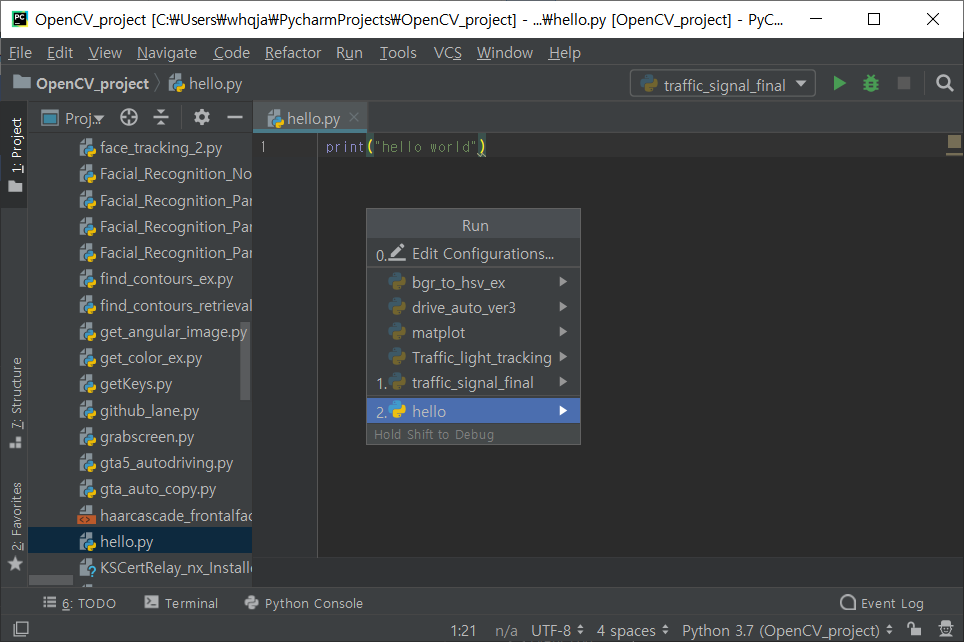 OpenCV_project [C:₩Users₩whqja₩PycharmProjects₩OpenCV_project] - ...₩hello.py [OpenCV_project] - PyC...
File Edit View Navigate Code Refactor Run Tools VCS Window Help
OpenCV_project hello.py traffic_signal_final
1: Project
Proj.. hello.py
face_tracking_2.py
Facial_Recognition_No
Facial_Recognition_Par
Facial_Recognition_Par
Facial_Recognition_Par
find_contours_ex.py
find_contours_retrieval
get_angular_image.py
get_color_ex.py
getKeys.py
github_lane.py
grabscreen.py
gta5_autodriving.py
gta_auto_copy.py
haarcascade_frontalfac
hello.py
KSCertRelay_nx_Installe
1 print("hello world")
Run
0. Edit Configurations...
bgr_to_hsv_ex
drive_auto_ver3
matplot
Traffic_light_tracking
1. traffic_signal_final
2. hello
Hold Shift to Debug
7: Structure
2: Favorites
6: TODO Terminal Python Console Event Log
1:21 n/a UTF-8 4 spaces Python 3.7 (OpenCV_project)